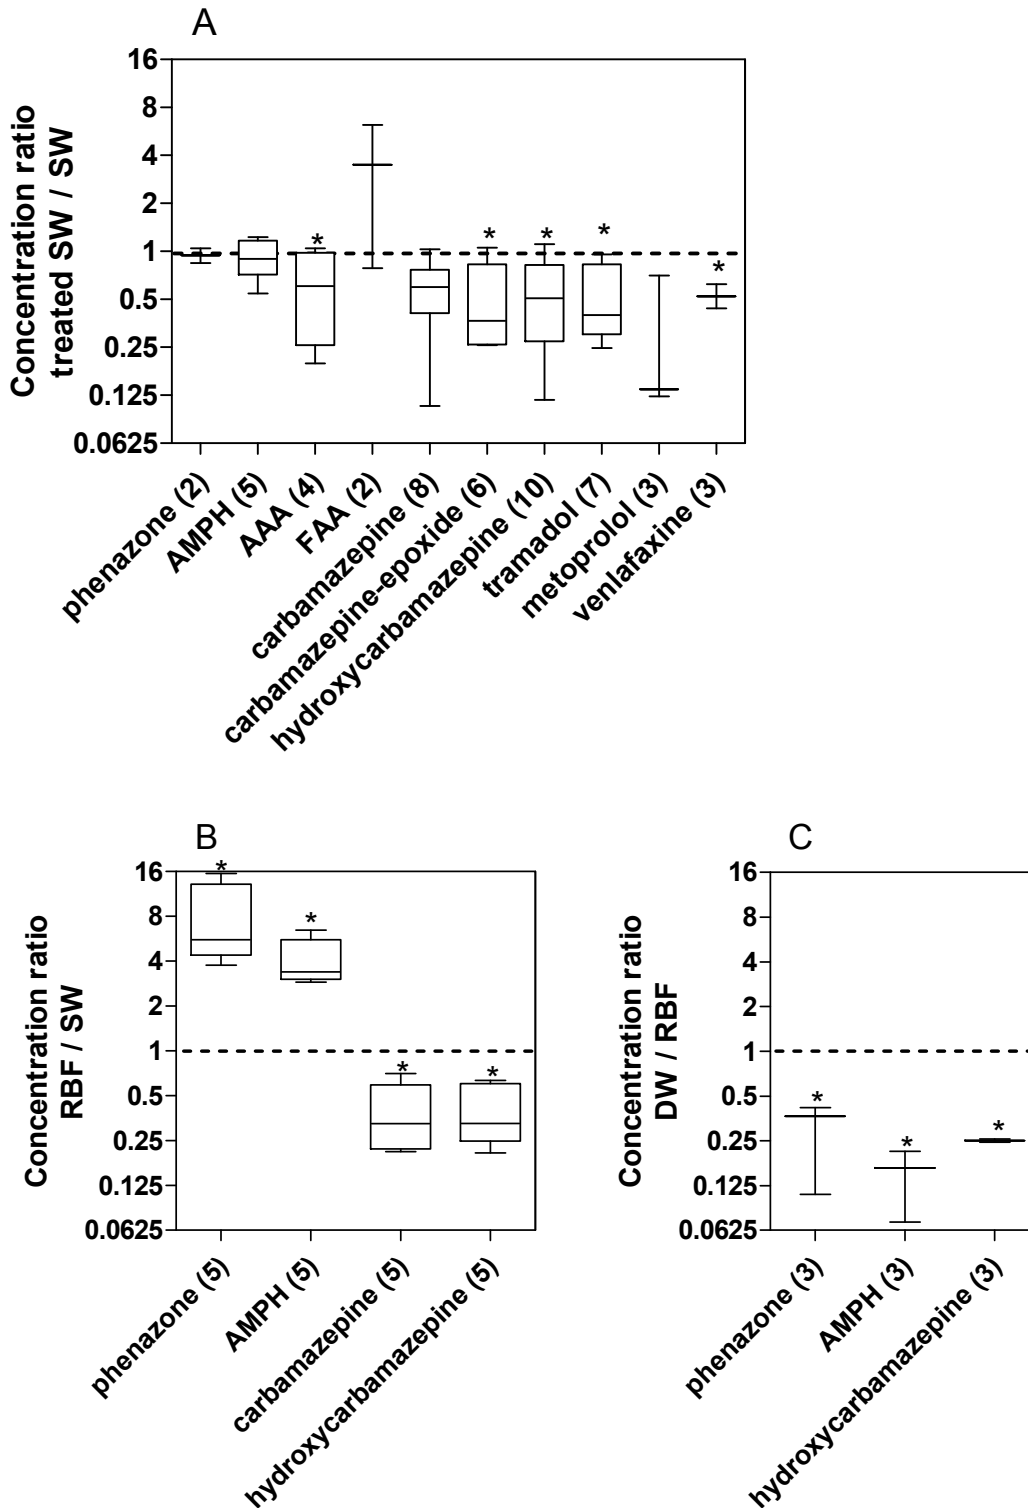 A
Concentration ratio
treated SW / SW
16
8
4
2
1
0.5
0.25
0.125
0.0625
*
*
*
*
*
phenazone (2)
AMPH (5)
AAA (4)
FAA (2)
carbamazepine (8)
carbamazepine-epoxide (6)
hydroxycarbamazepine (10)
tramadol (7)
metoprolol (3)
venlafaxine (3)
B
Concentration ratio
RBF / SW
16
8
4
2
1
0.5
0.25
0.125
0.0625
*
*
*
*
phenazone (5)
AMPH (5)
carbamazepine (5)
hydroxycarbamazepine (5)
C
Concentration ratio
DW / RBF
16
8
4
2
1
0.5
0.25
0.125
0.0625
*
*
*
phenazone (3)
AMPH (3)
hydroxycarbamazepine (3)